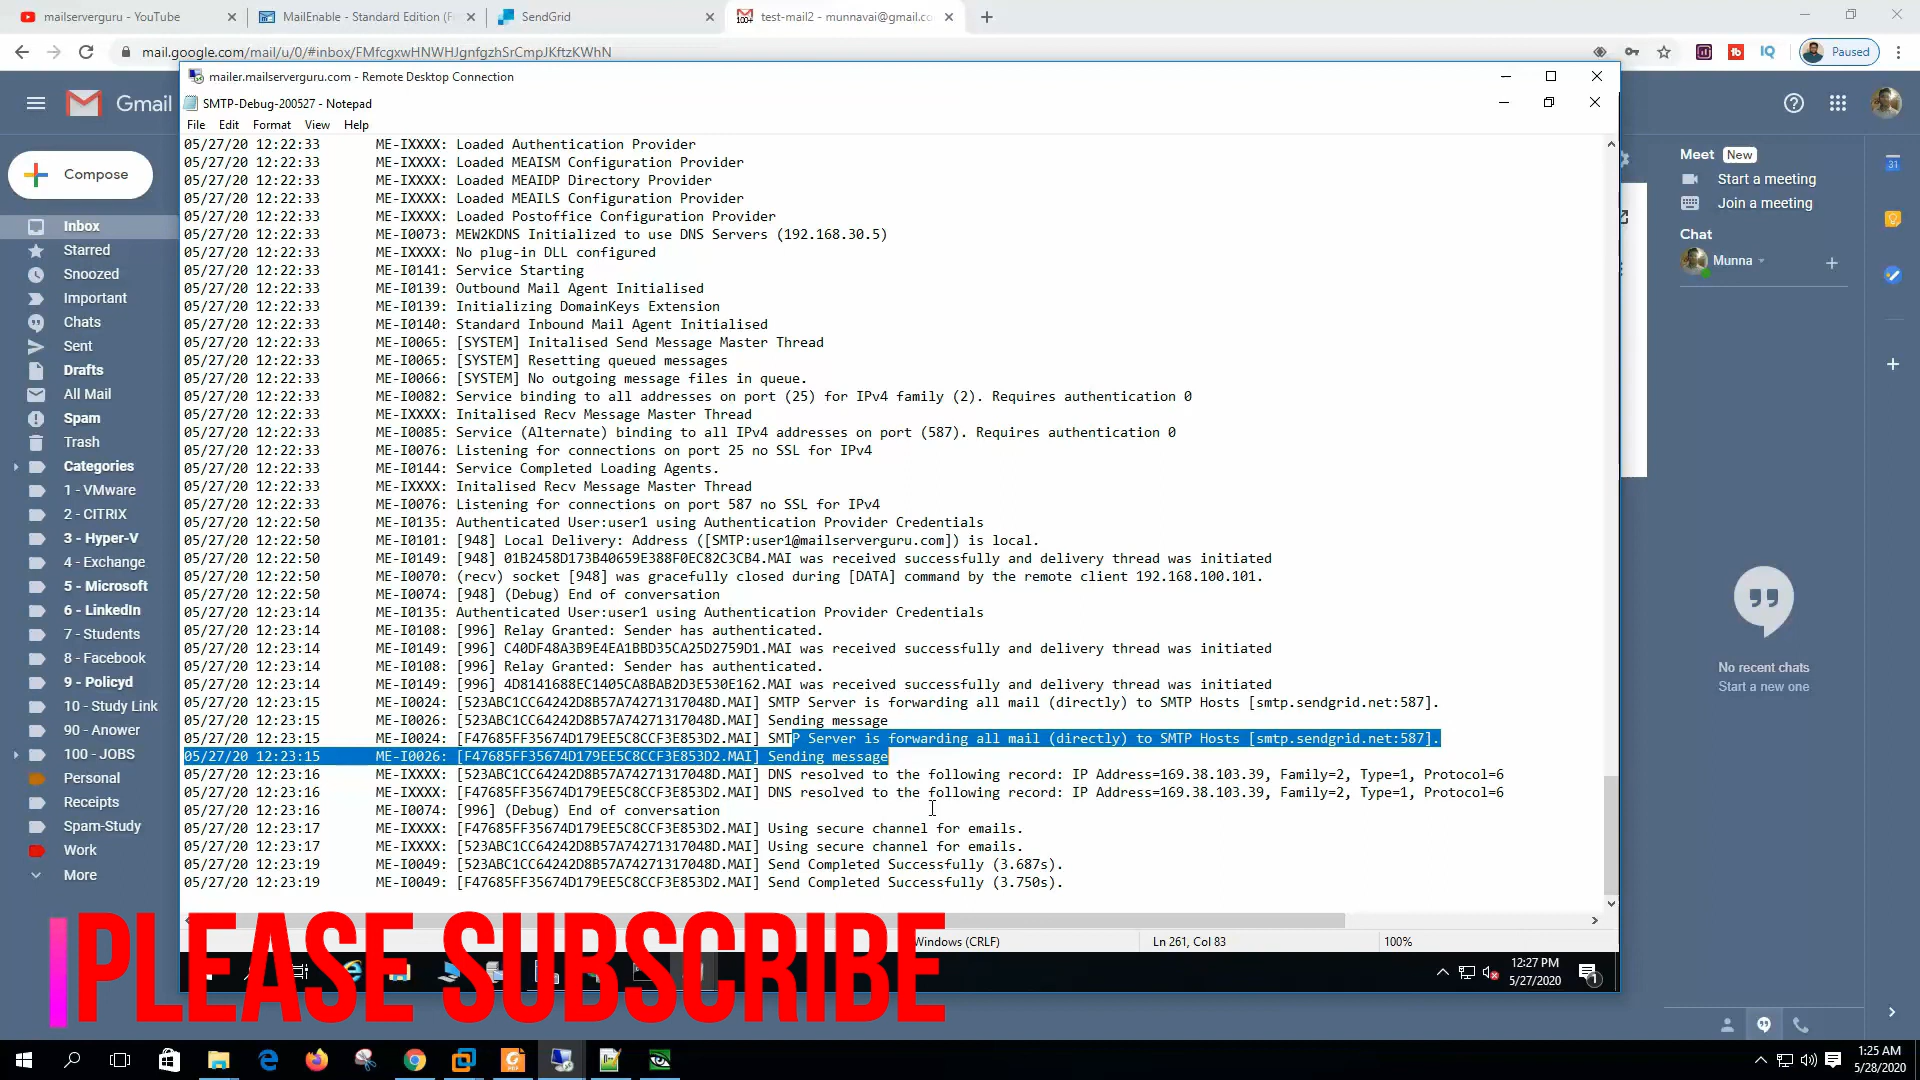 mailserverguru - YouTube
MailEnable - Standard Edition (F
SendGrid
100+
test-mail2 - munnavai@gmail.co
mail.google.com/mail/u/0/#inbox/FMfcgxwHNWHJgnfgzhSrCmpJKftzKWhN
tb
IQ
Paused
mailer.mailserverguru.com - Remote Desktop Connection
SMTP-Debug-200527 - Notepad
File Edit Format View Help
Gmail
Compose
Inbox
Starred
Snoozed
Important
Chats
Sent
Drafts
All Mail
Spam
Trash
Categories
1 - VMware
2 - CITRIX
3 - Hyper-V
4 - Exchange
5 - Microsoft
6 - LinkedIn
7 - Students
8 - Facebook
9 - Policyd
10 - Study Link
90 - Answer
100 - JOBS
Personal
Receipts
Spam-Study
Work
More
05/27/20 12:22:33 ME-IXXXX: Loaded Authentication Provider
05/27/20 12:22:33 ME-IXXXX: Loaded MEAISM Configuration Provider
05/27/20 12:22:33 ME-IXXXX: Loaded MEAIDP Directory Provider
05/27/20 12:22:33 ME-IXXXX: Loaded MEAILS Configuration Provider
05/27/20 12:22:33 ME-IXXXX: Loaded Postoffice Configuration Provider
05/27/20 12:22:33 ME-I0073: MEW2KDNS Initialized to use DNS Servers (192.168.30.5)
05/27/20 12:22:33 ME-IXXXX: No plug-in DLL configured
05/27/20 12:22:33 ME-I0141: Service Starting
05/27/20 12:22:33 ME-I0139: Outbound Mail Agent Initialised
05/27/20 12:22:33 ME-I0139: Initializing DomainKeys Extension
05/27/20 12:22:33 ME-I0140: Standard Inbound Mail Agent Initialised
05/27/20 12:22:33 ME-I0065: [SYSTEM] Initalised Send Message Master Thread
05/27/20 12:22:33 ME-I0065: [SYSTEM] Resetting queued messages
05/27/20 12:22:33 ME-I0066: [SYSTEM] No outgoing message files in queue.
05/27/20 12:22:33 ME-I0082: Service binding to all addresses on port (25) for IPv4 family (2). Requires authentication 0
05/27/20 12:22:33 ME-IXXXX: Initalised Recv Message Master Thread
05/27/20 12:22:33 ME-I0085: Service (Alternate) binding to all IPv4 addresses on port (587). Requires authentication 0
05/27/20 12:22:33 ME-I0076: Listening for connections on port 25 no SSL for IPv4
05/27/20 12:22:33 ME-I0144: Service Completed Loading Agents.
05/27/20 12:22:33 ME-IXXXX: Initalised Recv Message Master Thread
05/27/20 12:22:33 ME-I0076: Listening for connections on port 587 no SSL for IPv4
05/27/20 12:22:50 ME-I0135: Authenticated User:user1 using Authentication Provider Credentials
05/27/20 12:22:50 ME-I0101: [948] Local Delivery: Address ([SMTP:user1@mailserverguru.com]) is local.
05/27/20 12:22:50 ME-I0149: [948] 01B2458D173B40659E388F0EC82C3CB4.MAI was received successfully and delivery thread was initiated
05/27/20 12:22:50 ME-I0070: (recv) socket [948] was gracefully closed during [DATA] command by the remote client 192.168.100.101.
05/27/20 12:22:50 ME-I0074: [948] (Debug) End of conversation
05/27/20 12:23:14 ME-I0135: Authenticated User:user1 using Authentication Provider Credentials
05/27/20 12:23:14 ME-I0108: [996] Relay Granted: Sender has authenticated.
05/27/20 12:23:14 ME-I0149: [996] C40DF48A3B9E4EA1BBD35CA25D2759D1.MAI was received successfully and delivery thread was initiated
05/27/20 12:23:14 ME-I0108: [996] Relay Granted: Sender has authenticated.
05/27/20 12:23:14 ME-I0149: [996] 4D8141688EC1405CA8BAB2D3E530E162.MAI was received successfully and delivery thread was initiated
05/27/20 12:23:15 ME-I0024: [523ABC1CC64242D8B57A74271317048D.MAI] SMTP Server is forwarding all mail (directly) to SMTP Hosts [smtp.sendgrid.net:587].
05/27/20 12:23:15 ME-I0026: [523ABC1CC64242D8B57A74271317048D.MAI] Sending message
05/27/20 12:23:15 ME-I0024: [F47685FF35674D179EE5C8CCF3E853D2.MAI] SMTP Server is forwarding all mail (directly) to SMTP Hosts [smtp.sendgrid.net:587].
05/27/20 12:23:15 ME-I0026: [F47685FF35674D179EE5C8CCF3E853D2.MAI] Sending message
05/27/20 12:23:16 ME-IXXXX: [523ABC1CC64242D8B57A74271317048D.MAI] DNS resolved to the following record: IP Address=169.38.103.39, Family=2, Type=1, Protocol=6
05/27/20 12:23:16 ME-IXXXX: [F47685FF35674D179EE5C8CCF3E853D2.MAI] DNS resolved to the following record: IP Address=169.38.103.39, Family=2, Type=1, Protocol=6
05/27/20 12:23:16 ME-I0074: [996] (Debug) End of conversation
05/27/20 12:23:17 ME-IXXXX: [F47685FF35674D179EE5C8CCF3E853D2.MAI] Using secure channel for emails.
05/27/20 12:23:17 ME-IXXXX: [523ABC1CC64242D8B57A74271317048D.MAI] Using secure channel for emails.
05/27/20 12:23:19 ME-I0049: [523ABC1CC64242D8B57A74271317048D.MAI] Send Completed Successfully (3.687s).
05/27/20 12:23:19 ME-I0049: [F47685FF35674D179EE5C8CCF3E853D2.MAI] Send Completed Successfully (3.750s).
Windows (CRLF) Ln 261, Col 83 100%
12:27 PM
5/27/2020
1
Meet New
Start a meeting
Join a meeting
Chat
Munna
No recent chats
Start a new one
31
PLEASE SUBSCRIBE
1:25 AM
5/28/2020